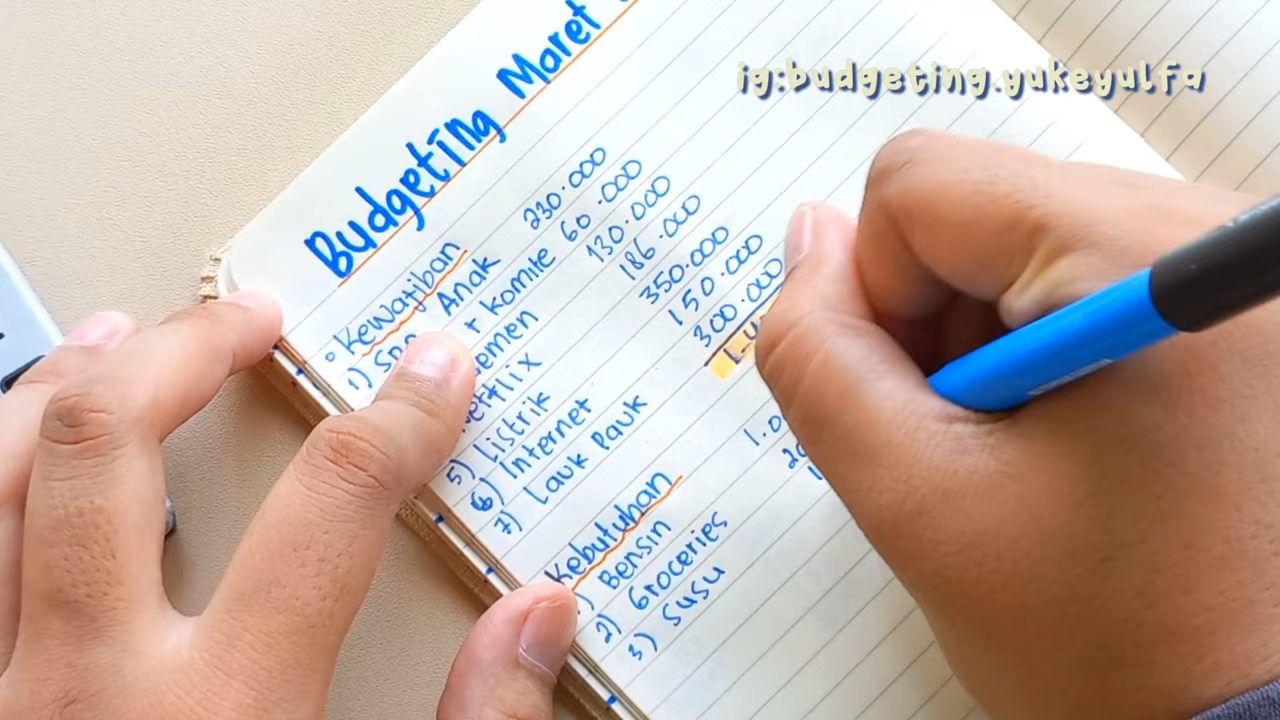 ig:budgeting.yukeyulfa
Budgeting Maret
Kewajiban
1) Anak 230.000
+ Komite 60.000
130.000
186.000
5) Listrik 350.000
6) Internet 150.000
7) Lauk Pauk 300.000
Kebutuhan
Bensin
2) Groceries
3) Susu